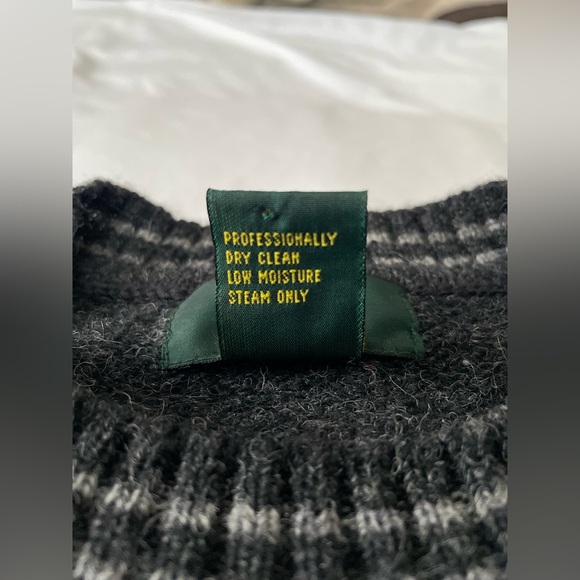 PROFESSIONALLY
DRY CLEAN
LOW MOISTURE
STEAM ONLY